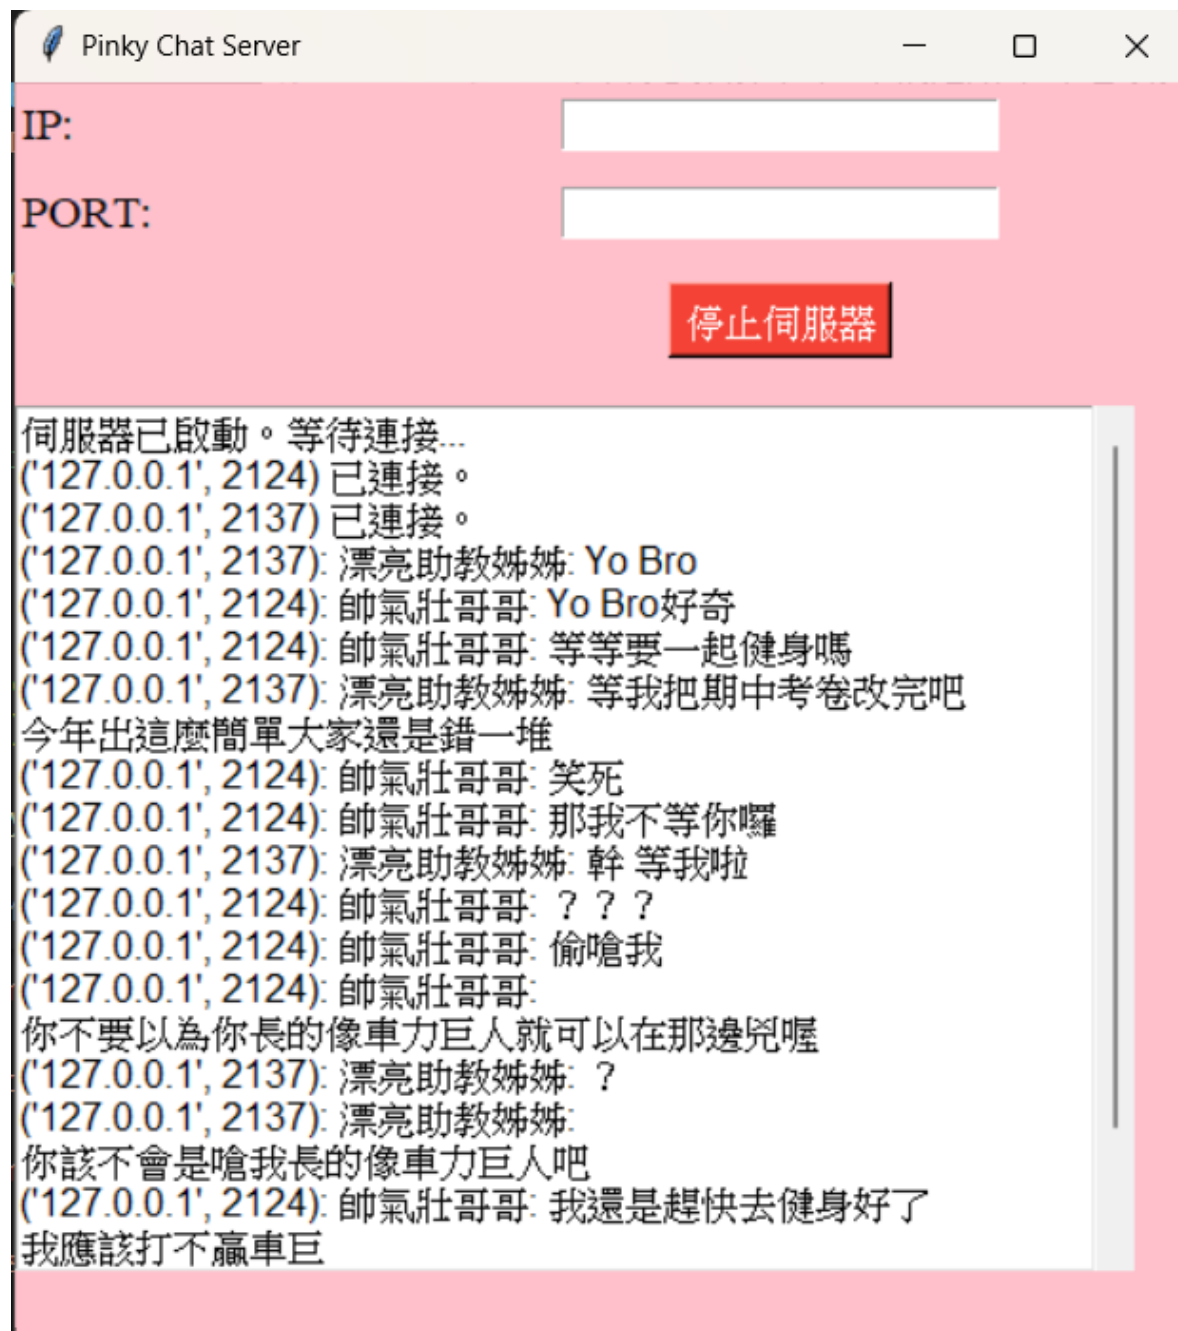 Pinky Chat Server
IP:
PORT:
停止伺服器
伺服器已啟動。等待連接...
('127.0.0.1', 2124) 已連接。
('127.0.0.1', 2137) 已連接。
('127.0.0.1', 2137): 漂亮助教姊姊: Yo Bro
('127.0.0.1', 2124): 帥氣壯哥哥: Yo Bro好奇
('127.0.0.1', 2124): 帥氣壯哥哥: 等等要一起健身嗎
('127.0.0.1', 2137): 漂亮助教姊姊: 等我把期中考卷改完吧
今年出這麼簡單大家還是錯一堆
('127.0.0.1', 2124): 帥氣壯哥哥: 笑死
('127.0.0.1', 2124): 帥氣壯哥哥: 那我不等你囉
('127.0.0.1', 2137): 漂亮助教姊姊: 幹 等我啦
('127.0.0.1', 2124): 帥氣壯哥哥: ？？？
('127.0.0.1', 2124): 帥氣壯哥哥: 偷嗆我
('127.0.0.1', 2124): 帥氣壯哥哥:
你不要以為你長的像車力巨人就可以在那邊兇喔
('127.0.0.1', 2137): 漂亮助教姊姊: ？
('127.0.0.1', 2137): 漂亮助教姊姊:
你該不會是嗆我長的像車力巨人吧
('127.0.0.1', 2124): 帥氣壯哥哥: 我還是趕快去健身好了
我應該打不贏車巨